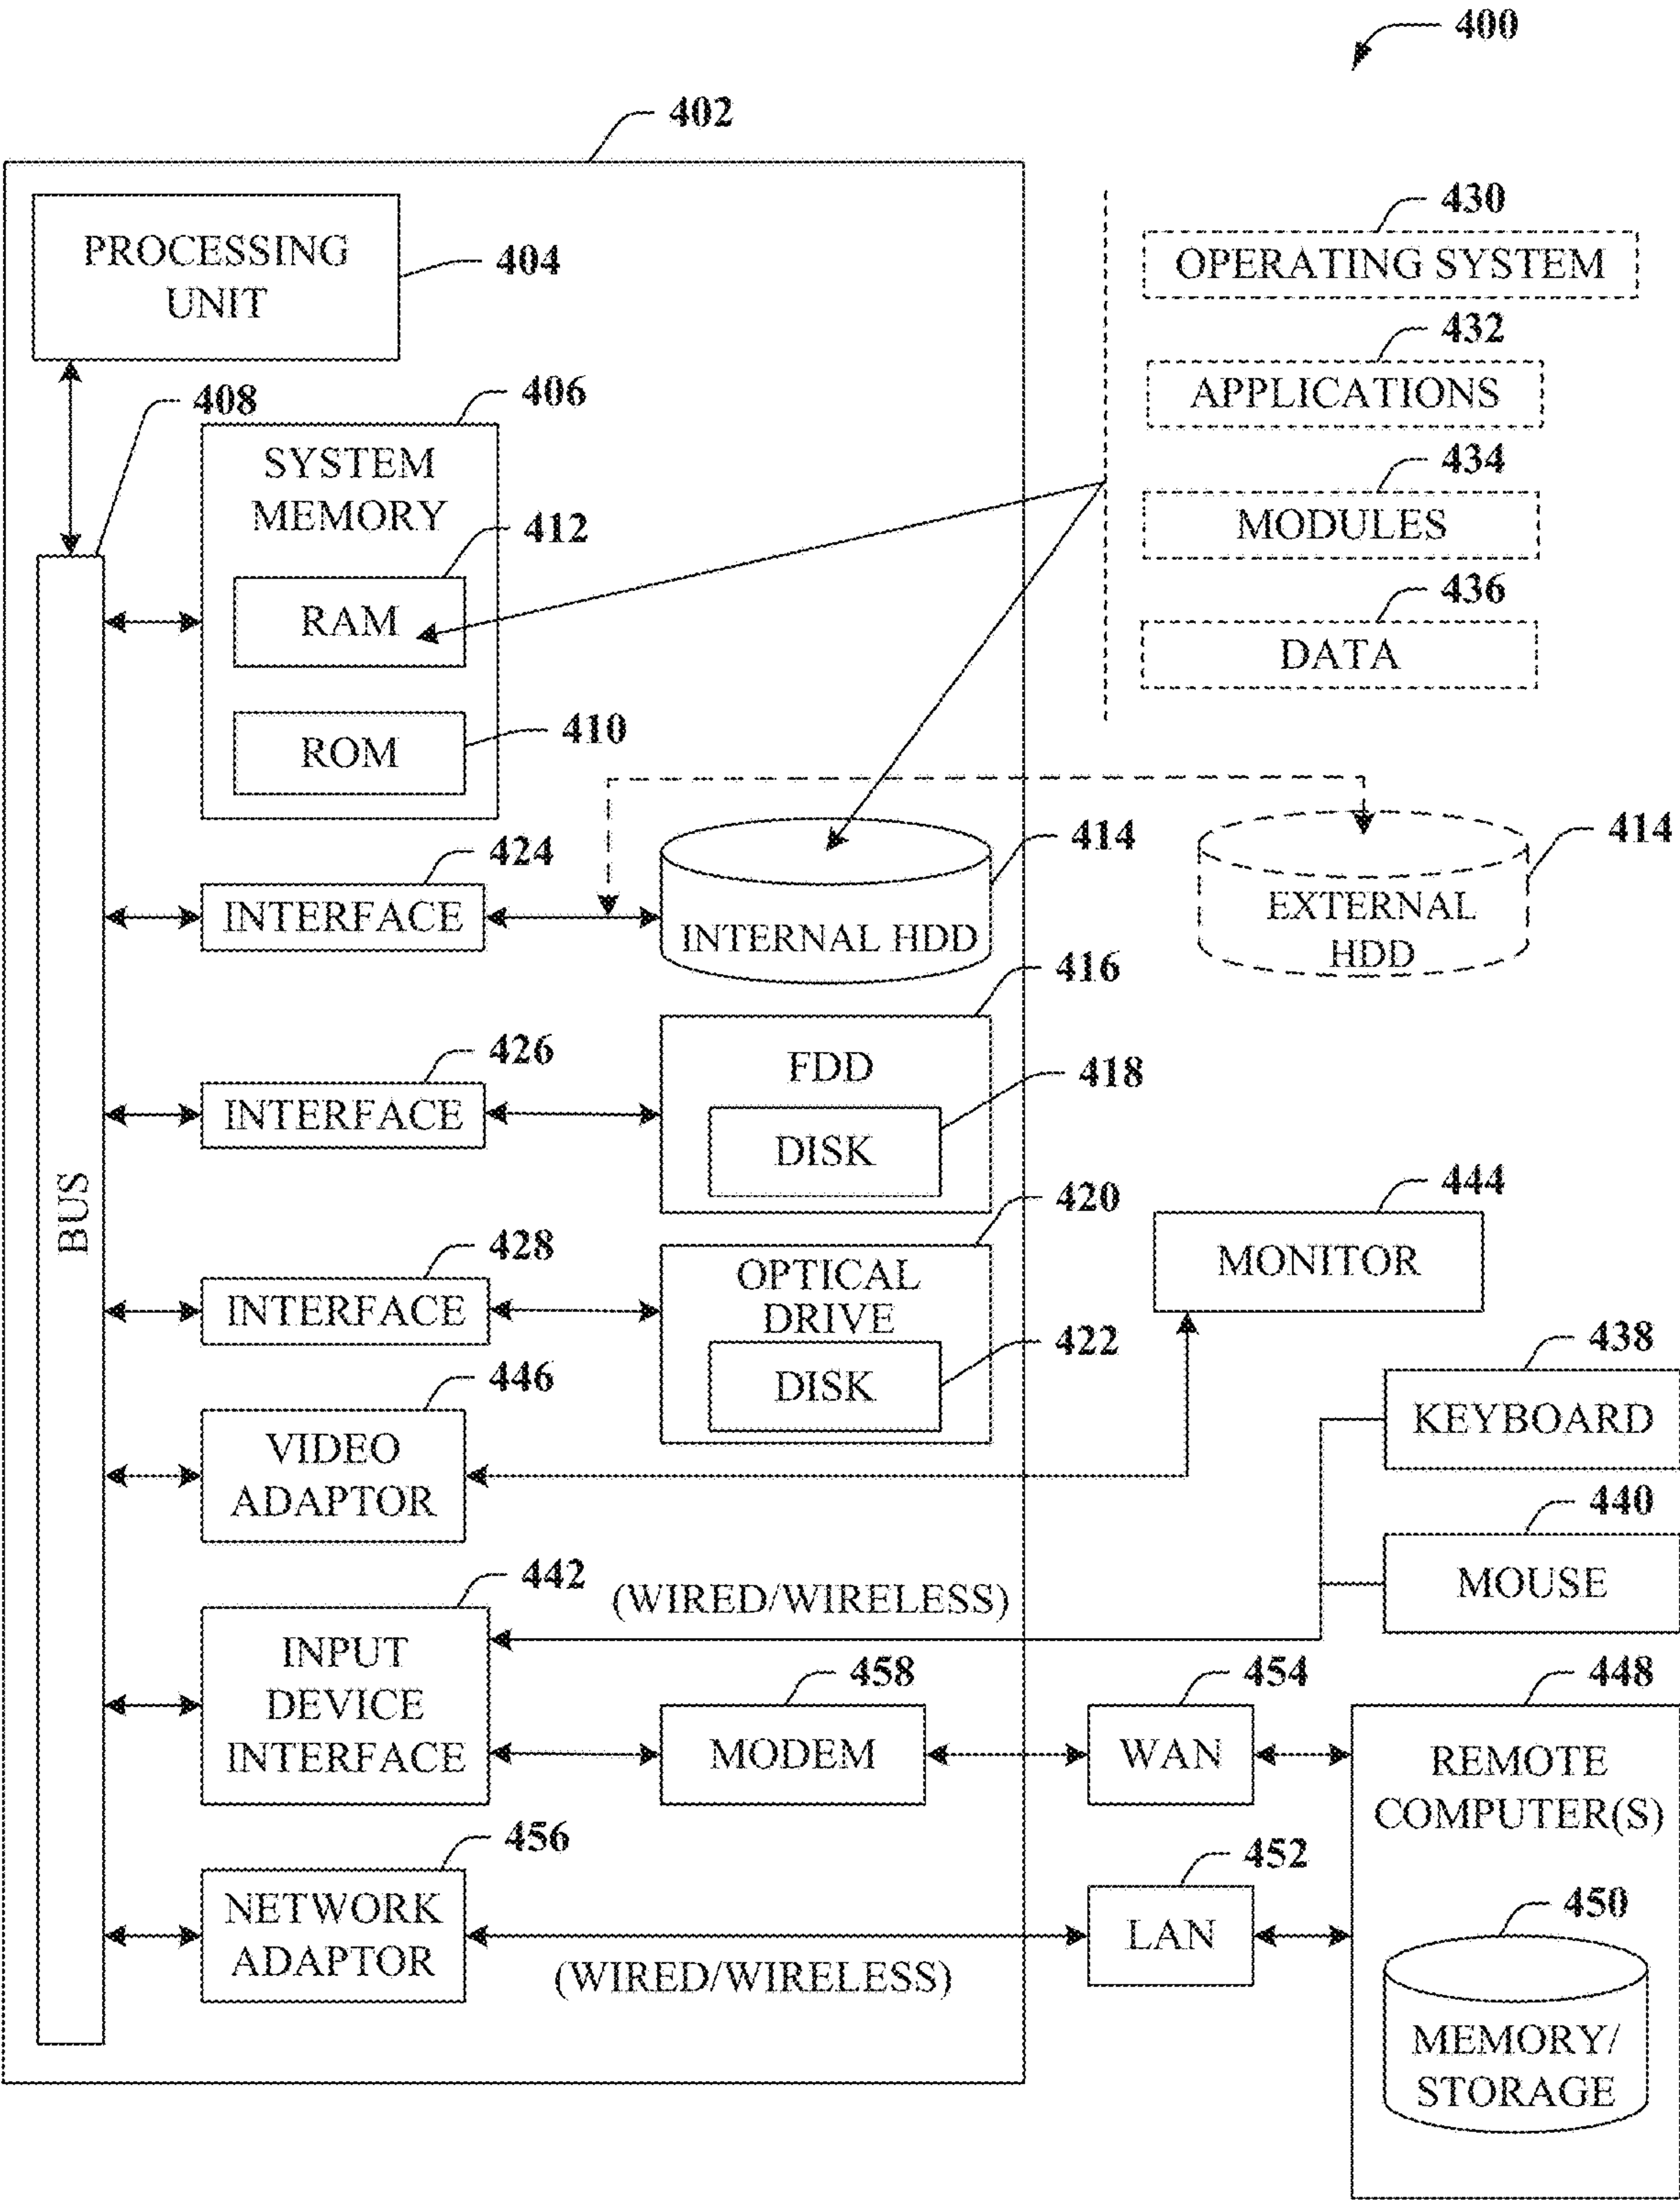 400
402
PROCESSING
UNIT
404
430
OPERATING SYSTEM
432
APPLICATIONS
434
MODULES
436
DATA
408
406
SYSTEM
MEMORY
412
RAM
410
ROM
424
INTERFACE
414
INTERNAL HDD
414
EXTERNAL
HDD
416
426
INTERFACE
FDD
418
DISK
BUS
420
428
INTERFACE
OPTICAL
DRIVE
422
DISK
444
MONITOR
438
KEYBOARD
446
VIDEO
ADAPTOR
440
MOUSE
442
(WIRED/WIRELESS)
INPUT
DEVICE
INTERFACE
458
MODEM
454
WAN
448
REMOTE
COMPUTER(S)
456
NETWORK
ADAPTOR
(WIRED/WIRELESS)
452
LAN
450
MEMORY/
STORAGE